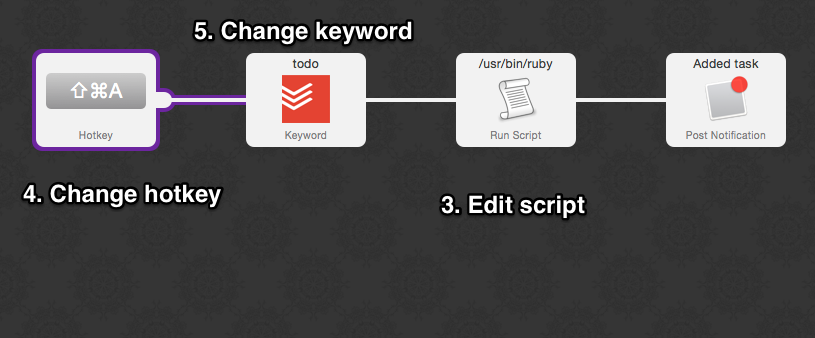 5. Change keyword
todo
/usr/bin/ruby
Added task
⇧⌘A
Hotkey
Keyword
Run Script
Post Notification
4. Change hotkey
3. Edit script